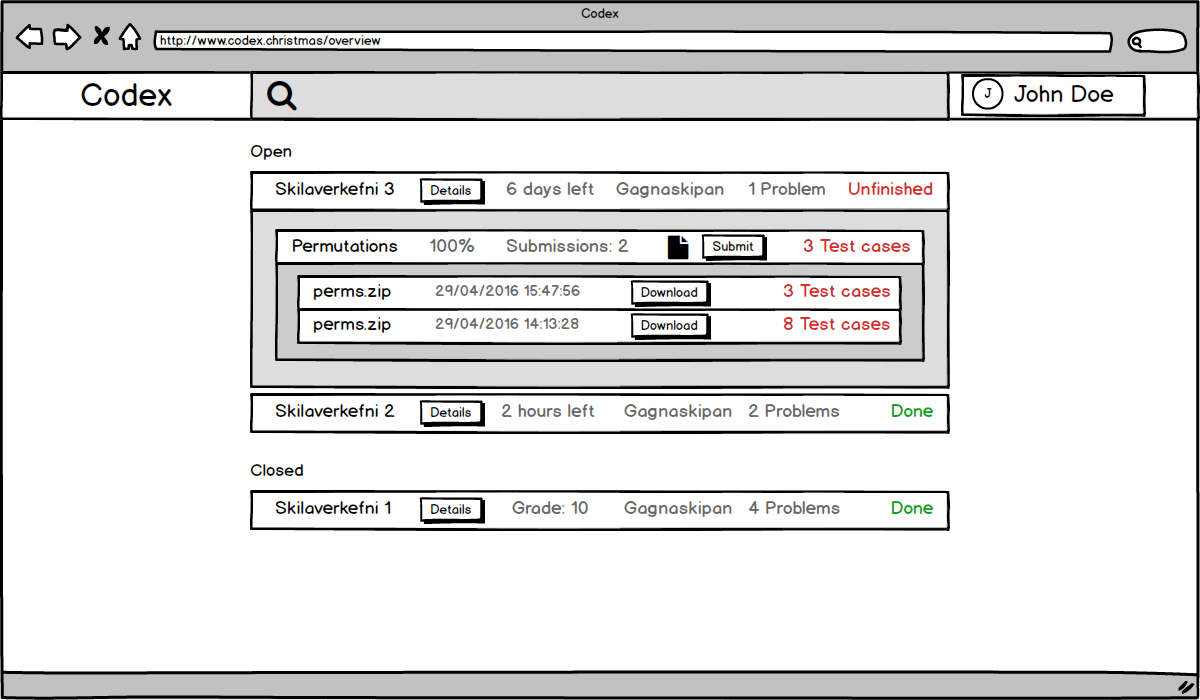 Codex
http://www.codex.christmas/overview
Codex J John Doe
Open
Skilaverkefni 3 Details 6 days left Gagnaskipan 1 Problem Unfinished
Permutations 100% Submissions: 2 Submit 3 Test cases
perms.zip 29/04/2016 15:47:56 Download 3 Test cases
perms.zip 29/04/2016 14:13:28 Download 8 Test cases
Skilaverkefni 2 Details 2 hours left Gagnaskipan 2 Problems Done
Closed
Skilaverkefni 1 Details Grade: 10 Gagnaskipan 4 Problems Done